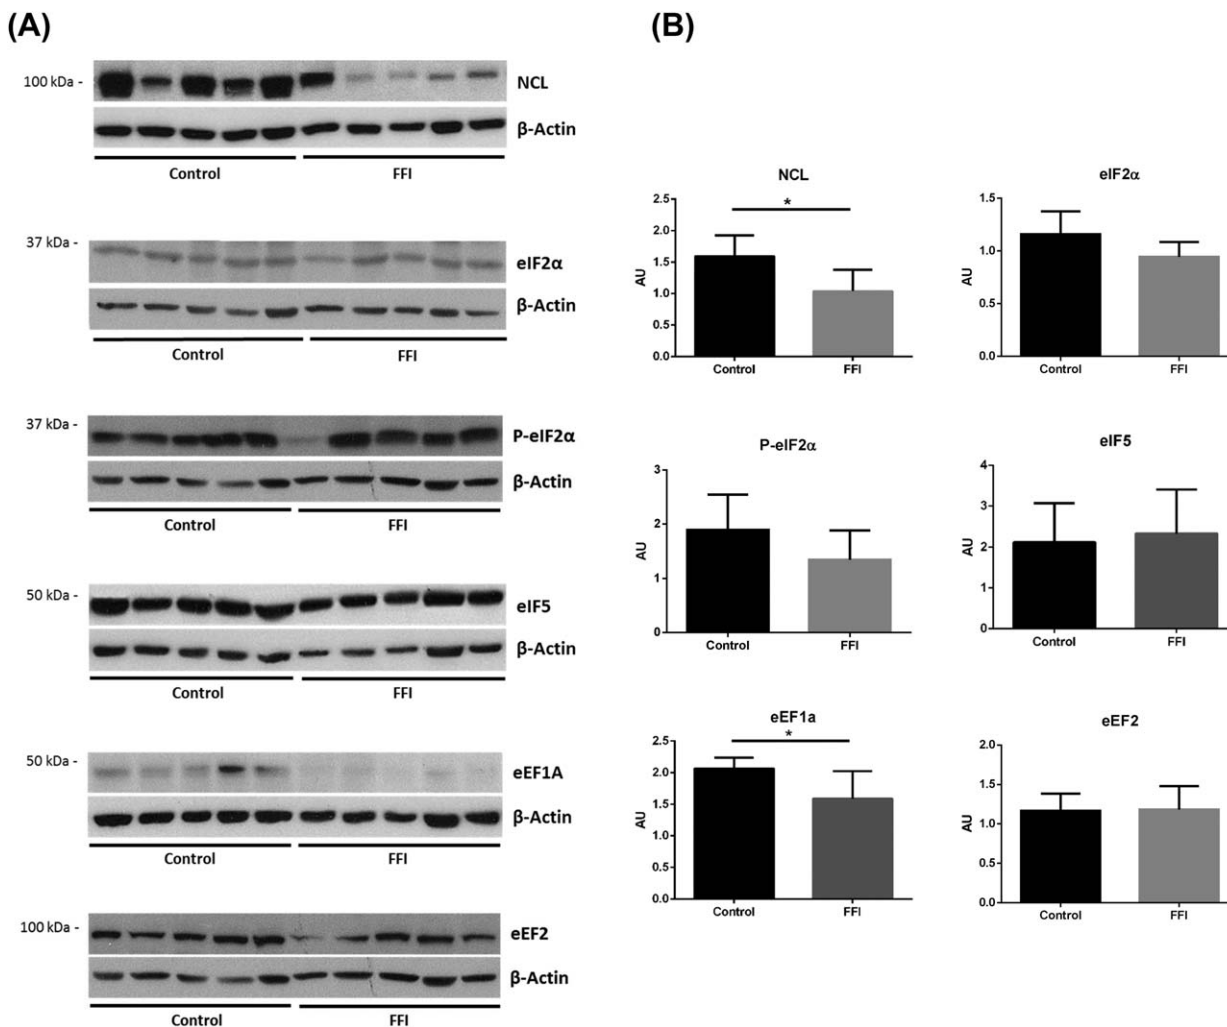 (A)
100 kDa -
NCL
β-Actin
Control
FFI
37 kDa -
eIF2α
β-Actin
Control
FFI
37 kDa -
P-eIF2α
β-Actin
Control
FFI
50 kDa -
eIF5
β-Actin
Control
FFI
50 kDa -
eEF1A
β-Actin
Control
FFI
100 kDa -
eEF2
β-Actin
Control
FFI
(B)
NCL
2.5
2.0
1.5
1.0
0.5
0.0
AU
*
Control
FFI
eIF2α
1.5
1.0
0.5
0.0
AU
Control
FFI
P-eIF2α
3
2
1
0
AU
Control
FFI
eIF5
4
3
2
1
0
AU
Control
FFI
eEF1a
2.5
2.0
1.5
1.0
0.5
0.0
AU
*
Control
FFI
eEF2
2.0
1.5
1.0
0.5
0.0
AU
Control
FFI